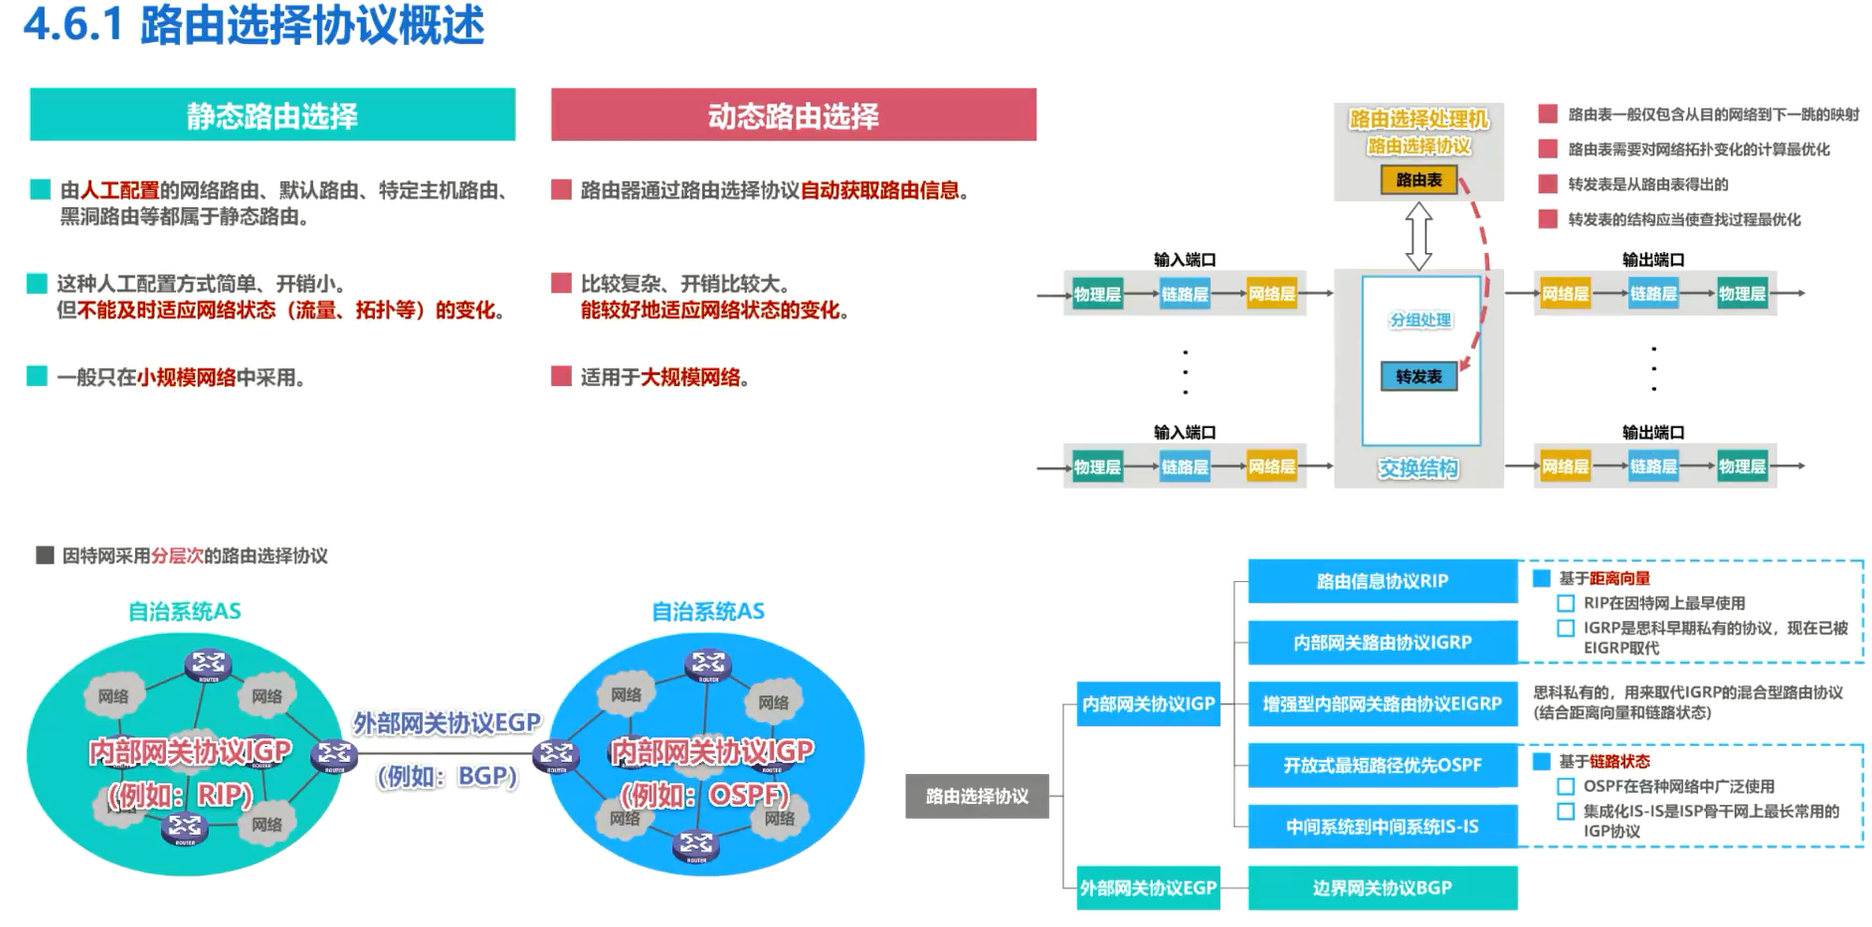 4.6.1 路由选择协议概述
静态路由选择
由人工配置的网络路由、默认路由、特定主机路由、
黑洞路由等都属于静态路由。
这种人工配置方式简单、开销小。
但不能及时适应网络状态（流量、拓扑等）的变化。
一般只在小规模网络中采用。
动态路由选择
路由器通过路由选择协议自动获取路由信息。
比较复杂、开销比较大。
能较好地适应网络状态的变化。
适用于大规模网络。
路由选择处理机
路由选择协议
路由表
路由表一般仅包含从目的网络到下一跳的映射
路由表需要对网络拓扑变化的计算最优化
转发表是从路由表得出的
转发表的结构应当使查找过程最优化
输入端口
物理层
链路层
网络层
分组处理
转发表
交换结构
输出端口
网络层
链路层
物理层
输入端口
物理层
链路层
网络层
输出端口
网络层
链路层
物理层
因特网采用分层次的路由选择协议
自治系统AS
ROUTER
网络
网络
内部网关协议IGP
(例如：RIP)
ROUTER
网络
ROUTER
外部网关协议EGP
(例如：BGP)
自治系统AS
ROUTER
网络
网络
ROUTER
内部网关协议IGP
(例如：OSPF)
网络
网络
ROUTER
路由选择协议
内部网关协议IGP
路由信息协议RIP
内部网关路由协议IGRP
增强型内部网关路由协议EIGRP
开放式最短路径优先OSPF
中间系统到中间系统IS-IS
外部网关协议EGP
边界网关协议BGP
基于距离向量
RIP在因特网上最早使用
IGRP是思科早期私有的协议，现在已被
EIGRP取代
思科私有的，用来取代IGRP的混合型路由协议
(结合距离向量和链路状态)
基于链路状态
OSPF在各种网络中广泛使用
集成化IS-IS是ISP骨干网上最长常用的
IGP协议